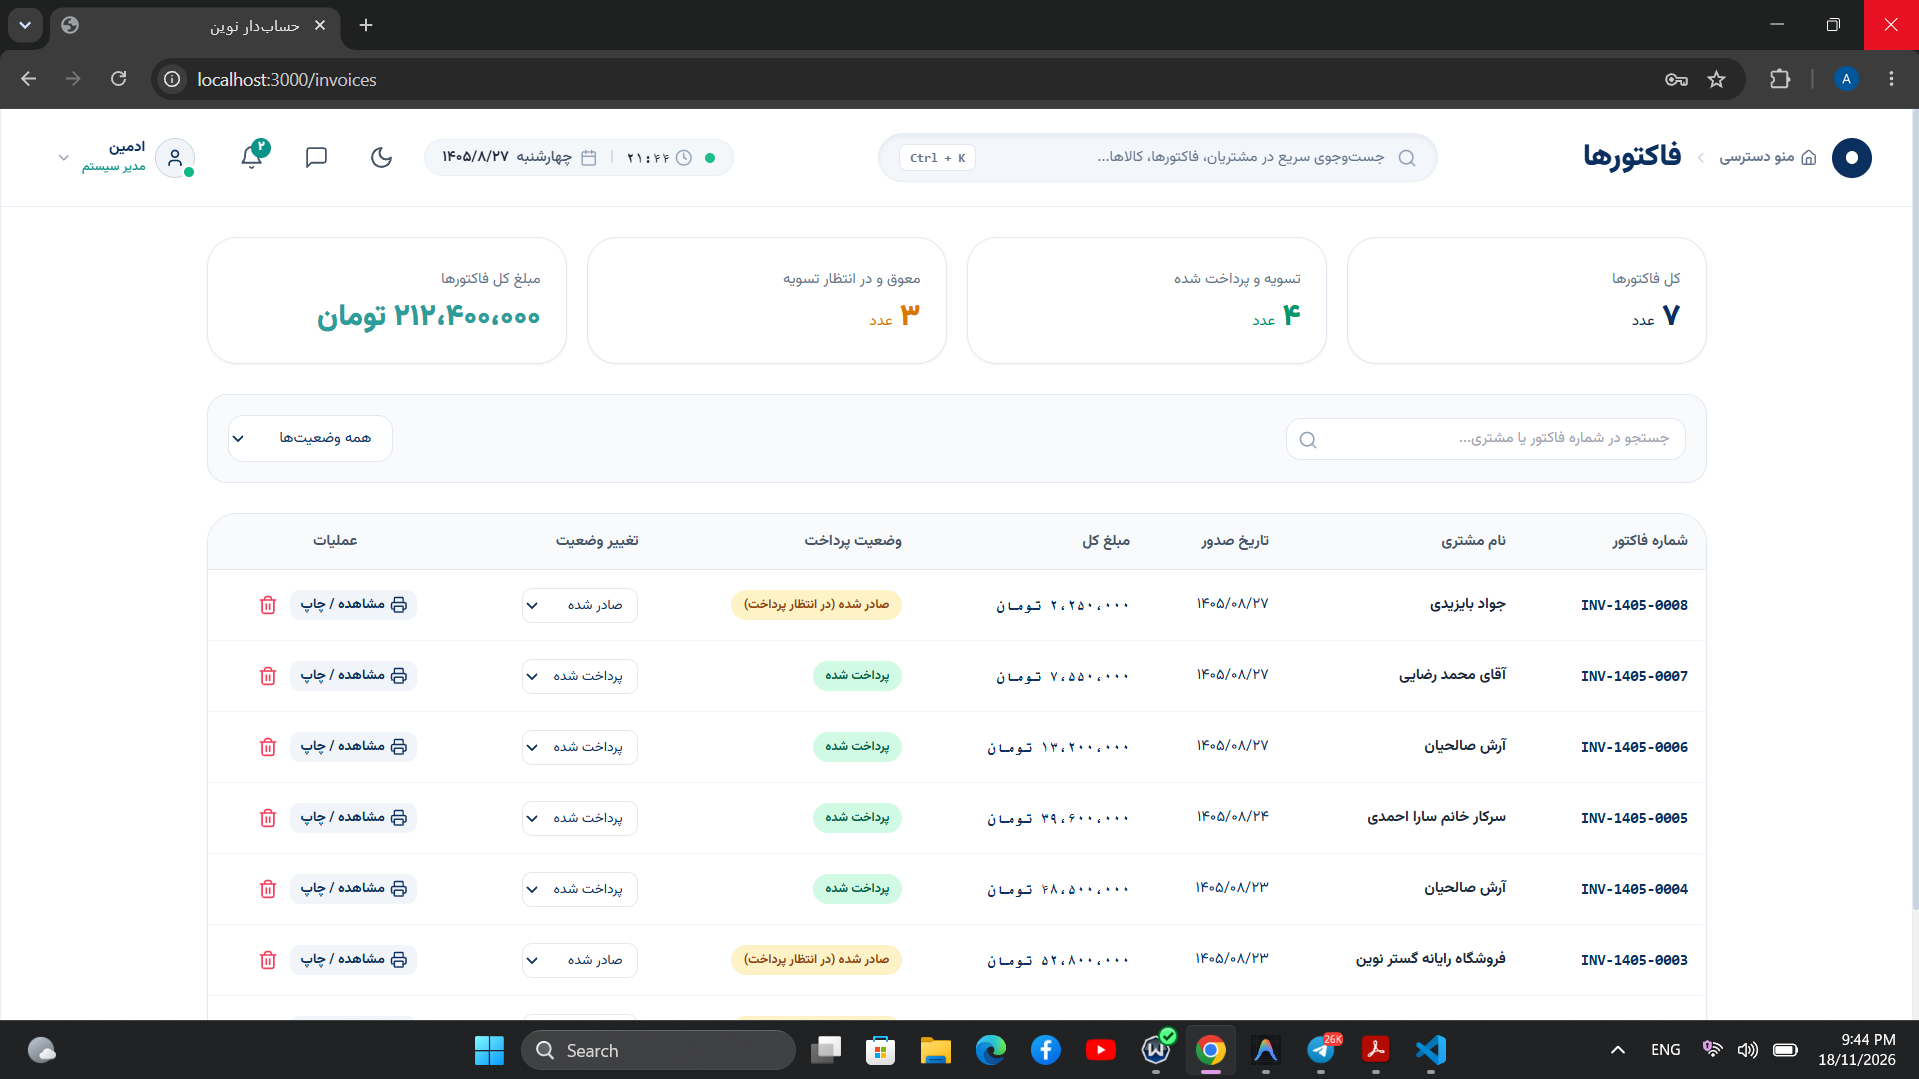 حساب‌دار نوین
localhost:3000/invoices
A
منو دسترسی
فاکتورها
جست‌وجوی سریع در مشتریان، فاکتورها، کالاها...
Ctrl + K
۲۱:۴۴
چهارشنبه ۱۴۰۵/۸/۲۷
۲
ادمین
مدیر سیستم
کل فاکتورها
۷ عدد
تسویه و پرداخت شده
۴ عدد
معوق و در انتظار تسویه
۳ عدد
مبلغ کل فاکتورها
۲۱۲،۴۰۰،۰۰۰ تومان
جستجو در شماره فاکتور یا مشتری...
همه وضعیت‌ها
شماره فاکتور نام مشتری تاریخ صدور مبلغ کل وضعیت پرداخت تغییر وضعیت عملیات
INV-1405-0008 جواد بایزیدی ۱۴۰۵/۰۸/۲۷ ۲،۲۵۰،۰۰۰ تومان صادر شده (در انتظار پرداخت) صادر شده مشاهده / چاپ
INV-1405-0007 آقای محمد رضایی ۱۴۰۵/۰۸/۲۷ ۷،۵۵۰،۰۰۰ تومان پرداخت شده پرداخت شده مشاهده / چاپ
INV-1405-0006 آرش صالحیان ۱۴۰۵/۰۸/۲۷ ۱۳،۲۰۰،۰۰۰ تومان پرداخت شده پرداخت شده مشاهده / چاپ
INV-1405-0005 سرکار خانم سارا احمدی ۱۴۰۵/۰۸/۲۴ ۳۹،۶۰۰،۰۰۰ تومان پرداخت شده پرداخت شده مشاهده / چاپ
INV-1405-0004 آرش صالحیان ۱۴۰۵/۰۸/۲۳ ۴۸،۵۰۰،۰۰۰ تومان پرداخت شده پرداخت شده مشاهده / چاپ
INV-1405-0003 فروشگاه رایانه گستر نوین ۱۴۰۵/۰۸/۲۳ ۵۲،۸۰۰،۰۰۰ تومان صادر شده (در انتظار پرداخت) صادر شده مشاهده / چاپ
Search
26K
ENG
9:44 PM
18/11/2026